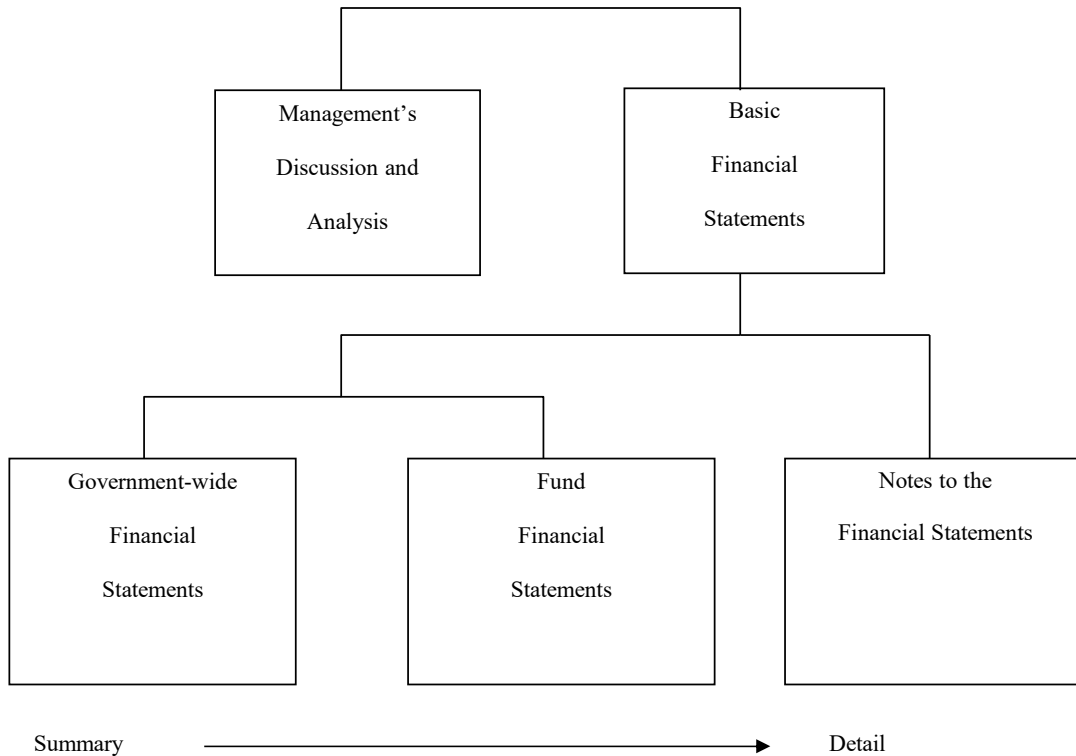 Management’s
Discussion and
Analysis
Basic
Financial
Statements
Government-wide
Financial
Statements
Fund
Financial
Statements
Notes to the
Financial Statements
Summary
Detail